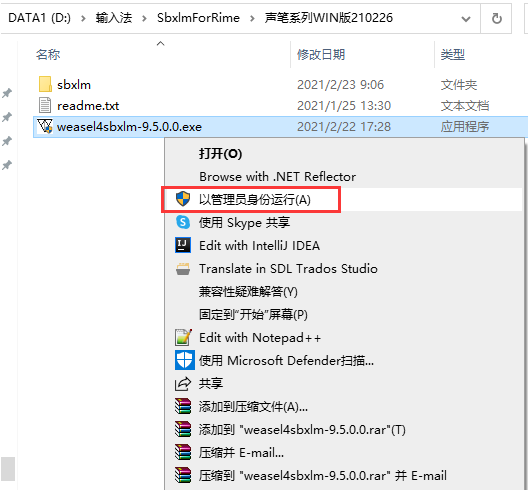 DATA1 (D:) › 输入法 › SbxlmForRime › 声笔系列WIN版210226
名称 修改日期 类型
sbxlm 2021/2/23 9:06 文件夹
readme.txt 2021/1/25 13:30 文本文档
weasel4sbxlm-9.5.0.0.exe 2021/2/22 17:28 应用程序
打开(O)
Browse with .NET Reflector
以管理员身份运行(A)
使用 Skype 共享
Edit with IntelliJ IDEA
Translate in SDL Trados Studio
兼容性疑难解答(Y)
固定到"开始"屏幕(P)
Edit with Notepad++
使用 Microsoft Defender扫描...
共享
添加到压缩文件(A)...
添加到 "weasel4sbxlm-9.5.0.0.rar"(T)
压缩并 E-mail...
压缩到 "weasel4sbxlm-9.5.0.0.rar" 并 E-mail